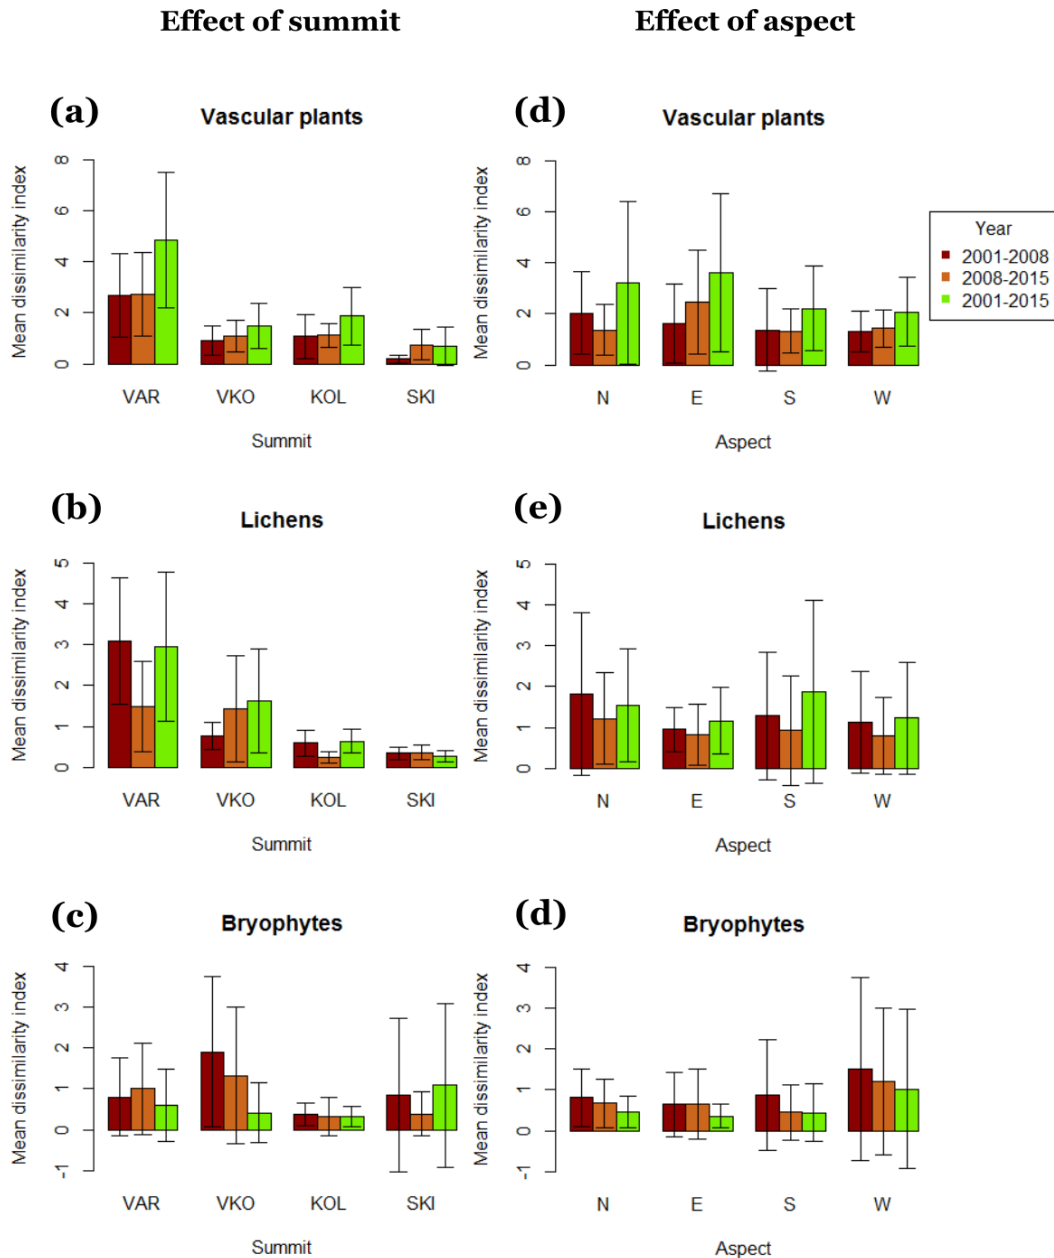 Effect of summit
Effect of aspect
(a)
Vascular plants
Mean dissimilarity index
0 2 4 6 8
VAR VKO KOL SKI
Summit
(d)
Vascular plants
Mean dissimilarity index
0 2 4 6 8
N E S W
Aspect
Year
2001-2008
2008-2015
2001-2015
(b)
Lichens
Mean dissimilarity index
0 1 2 3 4 5
VAR VKO KOL SKI
Summit
(e)
Lichens
Mean dissimilarity index
0 1 2 3 4 5
N E S W
Aspect
(c)
Bryophytes
Mean dissimilarity index
-1 0 1 2 3 4
VAR VKO KOL SKI
Summit
(d)
Bryophytes
Mean dissimilarity index
-1 0 1 2 3 4
N E S W
Aspect